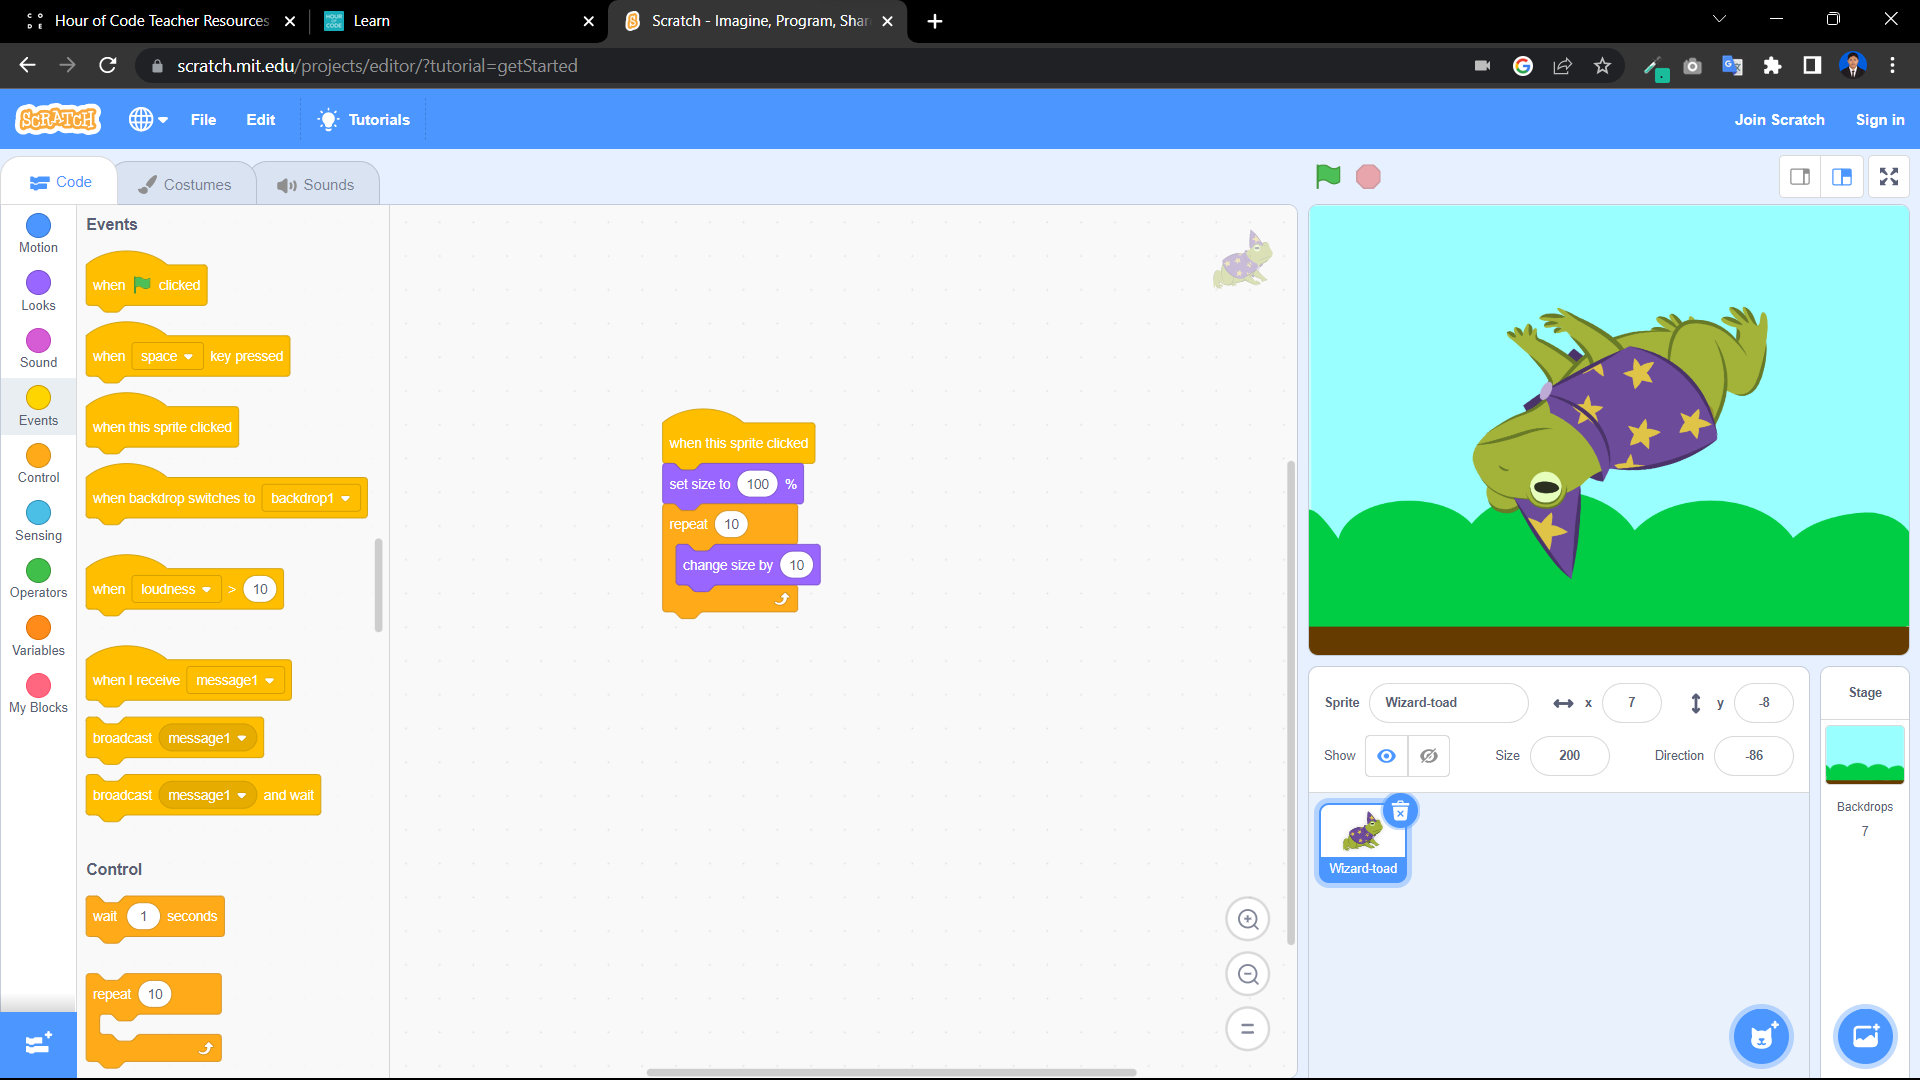 Hour of Code Teacher Resources
Learn
Scratch - Imagine, Program, Shar
scratch.mit.edu/projects/editor/?tutorial=getStarted
SCRATCH
File
Edit
Tutorials
Join Scratch
Sign in
Code
Costumes
Sounds
Motion
Looks
Sound
Events
Control
Sensing
Operators
Variables
My Blocks
Events
when clicked
when space key pressed
when this sprite clicked
when backdrop switches to backdrop1
when loudness > 10
when I receive message1
broadcast message1
broadcast message1 and wait
Control
wait 1 seconds
repeat 10
when this sprite clicked
set size to 100 %
repeat 10
change size by 10
Sprite Wizard-toad x 7 y -8
Show Size 200 Direction -86
Wizard-toad
Stage
Backdrops
7